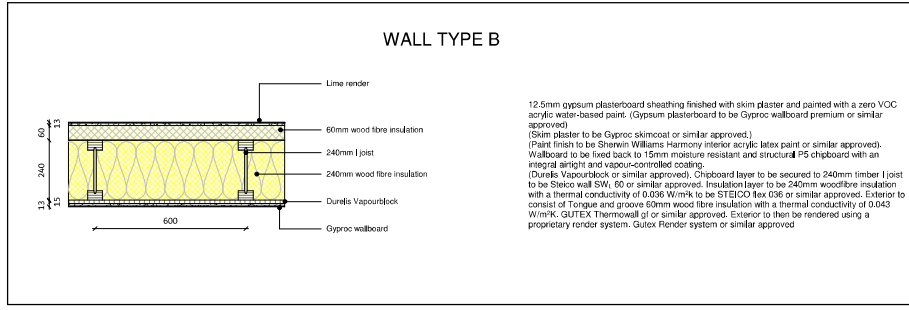 WALL TYPE B
Lime render
60mm wood fibre insulation
240mm I joist
240mm wood fibre insulation
Durelis Vapourblock
Gyproc wallboard
13
60
240
15
13
600
12.5mm gypsum plasterboard sheathing finished with skim plaster and painted with a zero VOC
acrylic water-based paint. (Gypsum plasterboard to be Gyproc wallboard premium or similar
approved)
(Skim plaster to be Gyproc skimcoat or similar approved.)
(Paint finish to be Sherwin Williams Harmony interior acrylic latex paint or similar approved).
Wallboard to be fixed back to 15mm moisture resistant and structural P5 chipboard with an
integral airtight and vapour-controlled coating.
(Durelis Vapourblock or similar approved). Chipboard layer to be secured to 240mm timber I joist
to be Steico wall SWL 60 or similar approved. Insulation layer to be 240mm woodfibre insulation
with a thermal conductivity of 0.036 W/m²k to be STEICO flex 036 or similar approved. Exterior to
consist of Tongue and groove 60mm wood fibre insulation with a thermal conductivity of 0.043
W/m²K. GUTEX Thermowall gf or similar approved. Exterior to then be rendered using a
proprietary render system. Gutex Render system or similar approved